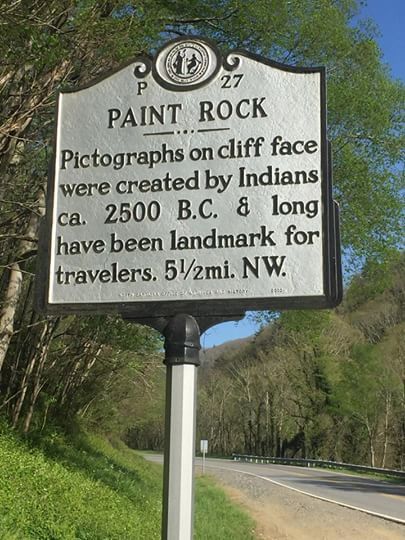 P 27
PAINT ROCK
Pictographs on cliff face
were created by Indians
ca. 2500 B.C. & long
have been landmark for
travelers. 5½mi. NW.